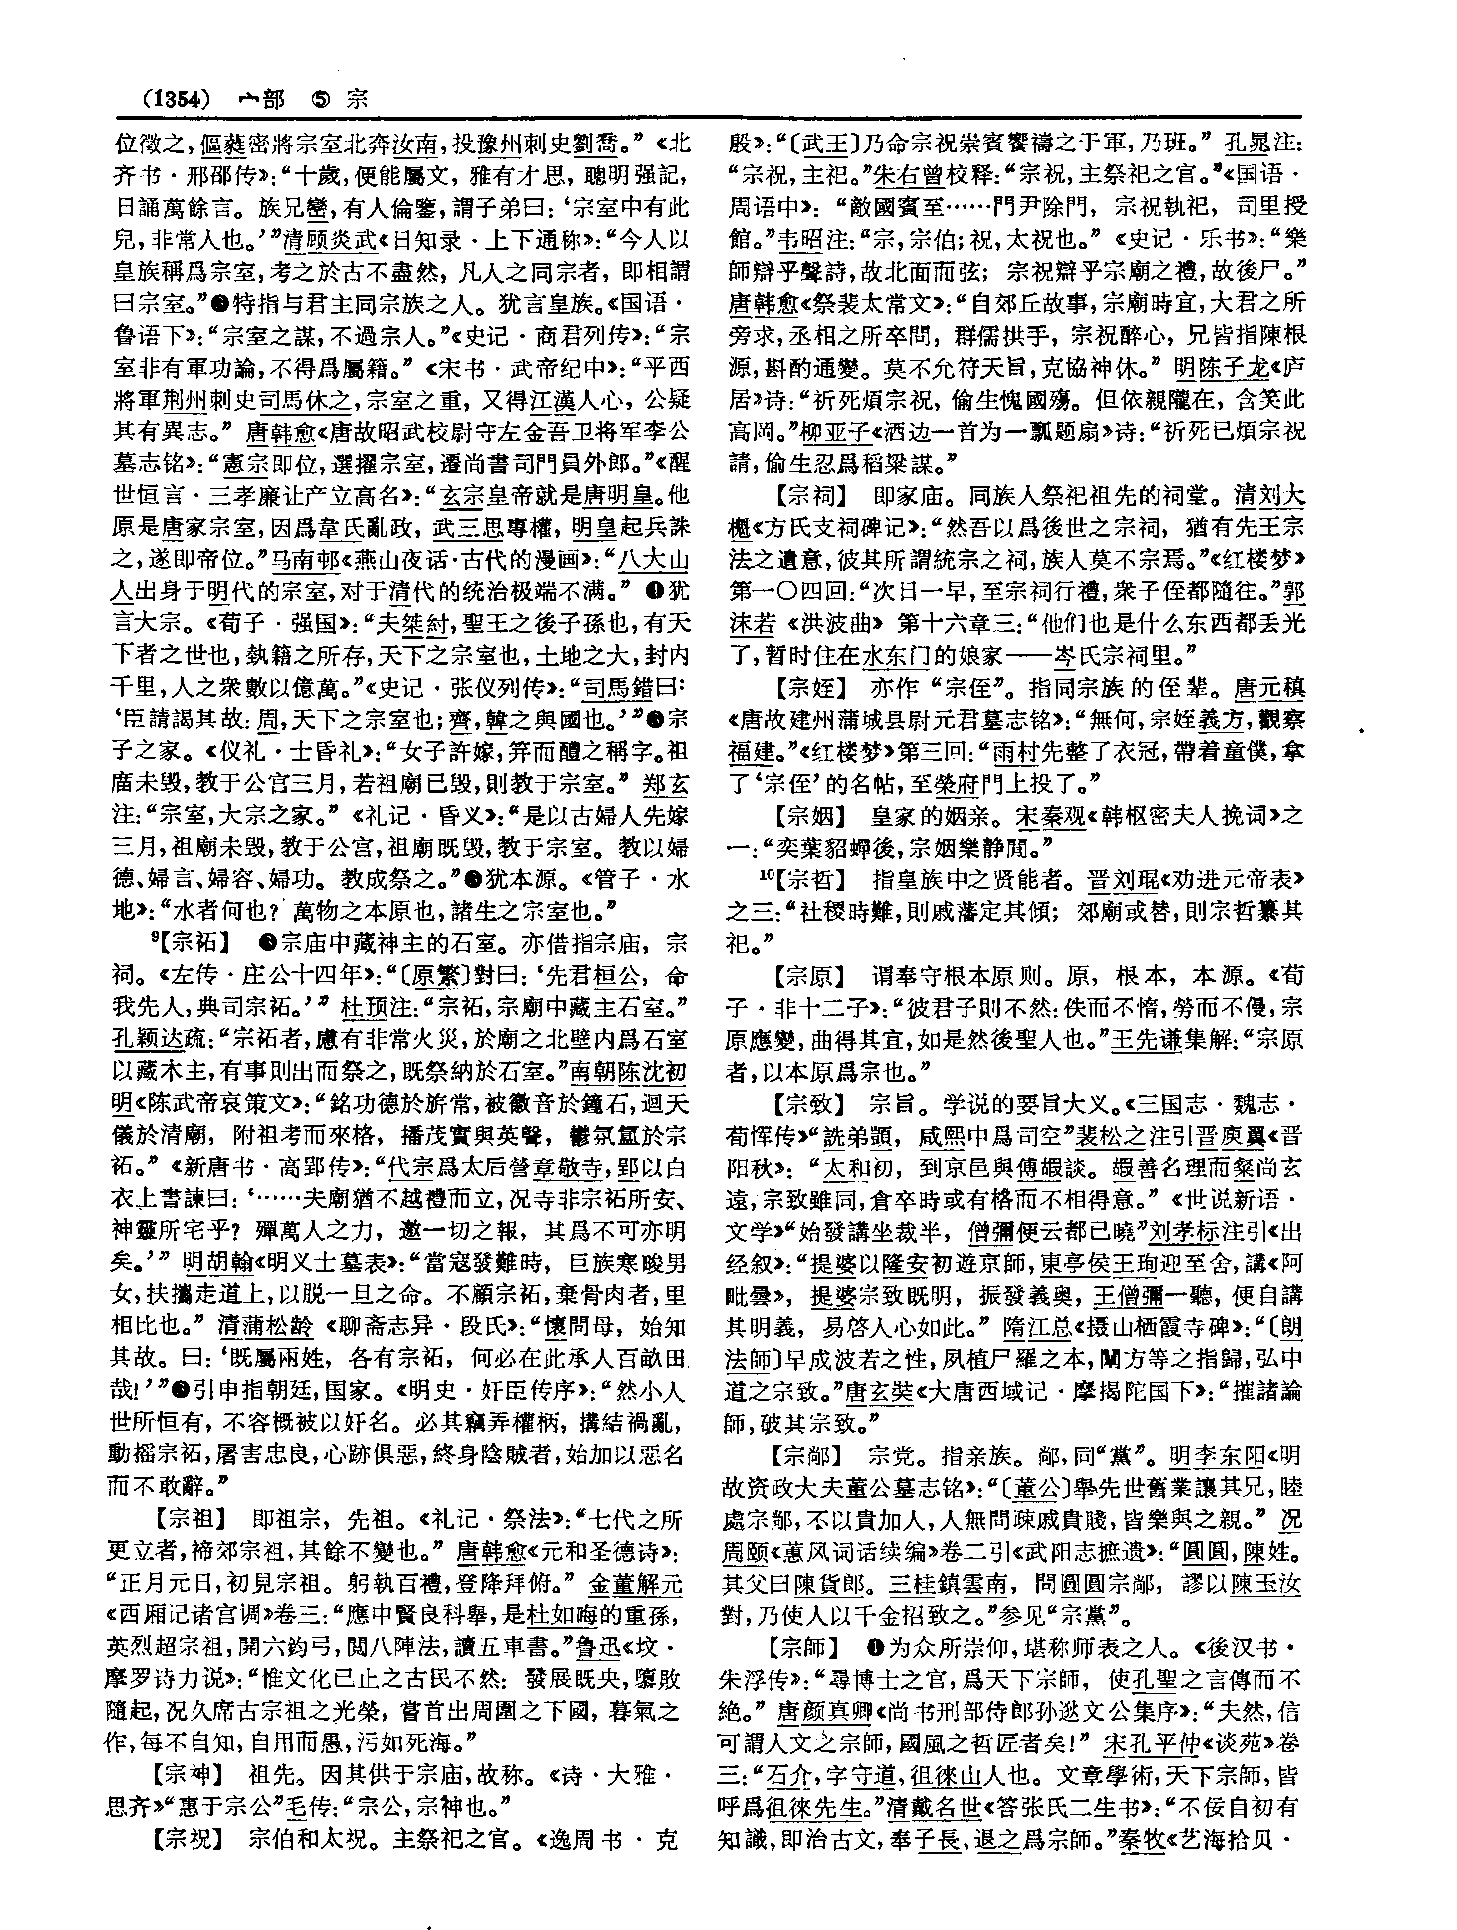 （1354） 宀部 ⑤ 宗
位徵之，傴蕤密將宗室北奔汝南，投豫州刺史劉喬。”《北
齐书·邢邵传》：“十歲，便能屬文，雅有才思，聰明强記，
日誦萬餘言。族兄巒，有人倫鑒，謂子弟曰：‘宗室中有此
兒，非常人也。’”清顾炎武《日知录·上下通称》：“今人以
皇族稱爲宗室，考之於古不盡然，凡人之同宗者，即相謂
曰宗室。”❸特指与君主同宗族之人。犹言皇族。《国语·
鲁语下》：“宗室之謀，不過宗人。”《史记·商君列传》：“宗
室非有軍功論，不得爲屬籍。”《宋书·武帝纪中》：“平西
將軍荆州刺史司馬休之，宗室之重，又得江漢人心，公疑
其有異志。”唐韩愈《唐故昭武校尉守左金吾卫将军李公
墓志铭》：“憲宗即位，選擢宗室，遷尚書司門員外郎。”《醒
世恒言·三孝廉让产立高名》：“玄宗皇帝就是唐明皇。他
原是唐家宗室，因爲韋氏亂政，武三思專權，明皇起兵誅
之，遂即帝位。”马南邨《燕山夜话·古代的漫画》：“八大山
人出身于明代的宗室，对于清代的统治极端不满。”❹犹
言大宗。《荀子·强国》：“夫桀紂，聖王之後子孫也，有天
下者之世也，執籍之所存，天下之宗室也，土地之大，封内
千里，人之衆數以億萬。”《史记·张仪列传》：“司馬錯曰：
‘臣請謁其故：周，天下之宗室也；齊，韓之與國也。’”❺宗
子之家。《仪礼·士昏礼》：“女子許嫁，笄而醴之稱字。祖
庿未毁，教于公宫三月，若祖廟已毁，則教于宗室。”郑玄
注：“宗室，大宗之家。”《礼记·昏义》：“是以古婦人先嫁
三月，祖廟未毁，教于公宫，祖廟既毁，教于宗室。教以婦
德、婦言、婦容、婦功。教成祭之。”❻犹本源。《管子·水
地》：“水者何也？萬物之本原也，諸生之宗室也。”
⁹【宗祏】 ❶宗庙中藏神主的石室。亦借指宗庙，宗
祠。《左传·庄公十四年》：“〔原繁〕對曰：‘先君桓公，命
我先人，典司宗祏。’”杜预注：“宗祏，宗廟中藏主石室。”
孔颖达疏：“宗祏者，慮有非常火災，於廟之北壁内爲石室
以藏木主，有事則出而祭之，既祭納於石室。”南朝陈沈初
明《陈武帝哀策文》：“銘功德於旂常，被徽音於鐘石，迴天
儀於清廟，附祖考而來格，播茂實與英聲，鬱氛氲於宗
祏。”《新唐书·高郢传》：“代宗爲太后營章敬寺，郢以白
衣上書諫曰：‘……夫廟猶不越禮而立，况寺非宗祏所安、
神靈所宅乎？殫萬人之力，邀一切之報，其爲不可亦明
矣。’”明胡翰《明义士墓表》：“當寇發難時，巨族寒畯男
女，扶攜走道上，以脱一旦之命。不顧宗祏，棄骨肉者，里
相比也。”清蒲松龄《聊斋志异·段氏》：“懷問母，始知
其故。曰：‘既屬兩姓，各有宗祏，何必在此承人百畝田
哉！’”❷引申指朝廷，国家。《明史·奸臣传序》：“然小人
世所恒有，不容概被以奸名。必其竊弄權柄，搆結禍亂，
動摇宗祏，屠害忠良，心跡俱惡，終身陰賊者，始加以惡名
而不敢辭。”
【宗祖】 即祖宗，先祖。《礼记·祭法》：“七代之所
更立者，禘郊宗祖，其餘不變也。”唐韩愈《元和圣德诗》：
“正月元日，初見宗祖。躬執百禮，登降拜俯。”金董解元
《西厢记诸宫调》卷三：“應中賢良科舉，是杜如晦的重孫，
英烈超宗祖，開六鈞弓，閲八陣法，讀五車書。”鲁迅《坟·
摩罗诗力说》：“惟文化已止之古民不然：發展既央，隳敗
隨起，况久席古宗祖之光榮，嘗首出周圍之下國，暮氣之
作，每不自知，自用而愚，污如死海。”
【宗神】 祖先。因其供于宗庙，故称。《诗·大雅·
思齐》“惠于宗公”毛传：“宗公，宗神也。”
【宗祝】 宗伯和太祝。主祭祀之官。《逸周书·克
殷》：“〔武王〕乃命宗祝崇賓饗禱之于軍，乃班。”孔晁注：
“宗祝，主祀。”朱右曾校释：“宗祝，主祭祀之官。”《国语·
周语中》：“敵國賓至……門尹除門，宗祝執祀，司里授
館。”韦昭注：“宗，宗伯；祝，太祝也。”《史记·乐书》：“樂
師辯乎聲詩，故北面而弦；宗祝辯乎宗廟之禮，故後尸。”
唐韩愈《祭裴太常文》：“自郊丘故事，宗廟時宜，大君之所
旁求，丞相之所卒問，群儒拱手，宗祝醉心，兄皆指陳根
源，斟酌通變。莫不允符天旨，克協神休。”明陈子龙《庐
居》诗：“祈死煩宗祝，偷生愧國殤。但依親隴在，含笑此
高岡。”柳亚子《洒边一首为一瓢题扇》诗：“祈死已煩宗祝
請，偷生忍爲稻粱謀。”
【宗祠】 即家庙。同族人祭祀祖先的祠堂。清刘大
櫆《方氏支祠碑记》：“然吾以爲後世之宗祠，猶有先王宗
法之遺意，彼其所謂統宗之祠，族人莫不宗焉。”《红楼梦》
第一〇四回：“次日一早，至宗祠行禮，衆子侄都隨往。”郭
沫若《洪波曲》第十六章三：“他们也是什么东西都丢光
了，暂时住在水东门的娘家——岑氏宗祠里。”
【宗姪】 亦作“宗侄”。指同宗族的侄辈。唐元稹
《唐故建州蒲城县尉元君墓志铭》：“無何，宗姪義方，觀察
福建。”《红楼梦》第三回：“雨村先整了衣冠，帶着童僕，拿
了‘宗侄’的名帖，至榮府門上投了。”
【宗姻】 皇家的姻亲。宋秦观《韩枢密夫人挽词》之
一：“奕葉貂蟬後，宗姻樂静閒。”
¹⁰【宗哲】 指皇族中之贤能者。晋刘琨《劝进元帝表》
之三：“社稷時難，則戚藩定其傾；郊廟或替，則宗哲纂其
祀。”
【宗原】 谓奉守根本原则。原，根本，本源。《荀
子·非十二子》：“彼君子則不然：佚而不惰，勞而不僈，宗
原應變，曲得其宜，如是然後聖人也。”王先谦集解：“宗原
者，以本原爲宗也。”
【宗致】 宗旨。学说的要旨大义。《三国志·魏志·
荀恽传》“詵弟顗，咸熙中爲司空”裴松之注引晋庾翼《晋
阳秋》：“太和初，到京邑與傅嘏談。嘏善名理而粲尚玄
遠，宗致雖同，倉卒時或有格而不相得意。”《世说新语·
文学》“始發講坐裁半，僧彌便云都已曉”刘孝标注引《出
经叙》：“提婆以隆安初遊京師，東亭侯王珣迎至舍，講《阿
毗曇》，提婆宗致既明，振發義奥，王僧彌一聽，便自講
其明義，易啓人心如此。”隋江总《摄山栖霞寺碑》：“〔朗
法師〕早成波若之性，夙植尸羅之本，闡方等之指歸，弘中
道之宗致。”唐玄奘《大唐西域记·摩揭陀国下》：“摧諸論
師，破其宗致。”
【宗鄗】 宗党。指亲族。鄗，同“黨”。明李东阳《明
故资政大夫董公墓志铭》：“〔董公〕舉先世舊業讓其兄，睦
處宗鄗，不以貴加人，人無問疎戚貴賤，皆樂與之親。”况
周颐《蕙风词话续编》卷二引《武阳志摭遗》：“圓圓，陳姓。
其父曰陳貨郎。三桂鎮雲南，問圓圓宗鄗，謬以陳玉汝
對，乃使人以千金招致之。”参见“宗黨”。
【宗師】 ❶为众所崇仰，堪称师表之人。《後汉书·
朱浮传》：“尋博士之官，爲天下宗師，使孔聖之言傳而不
絶。”唐颜真卿《尚书刑部侍郎孙逖文公集序》：“夫然，信
可謂人文之宗師，國風之哲匠者矣！”宋孔平仲《谈苑》卷
三：“石介，字守道，徂徠山人也。文章學術，天下宗師，皆
呼爲徂徠先生。”清戴名世《答张氏二生书》：“不佞自初有
知識，即治古文，奉子長、退之爲宗師。”秦牧《艺海拾贝·